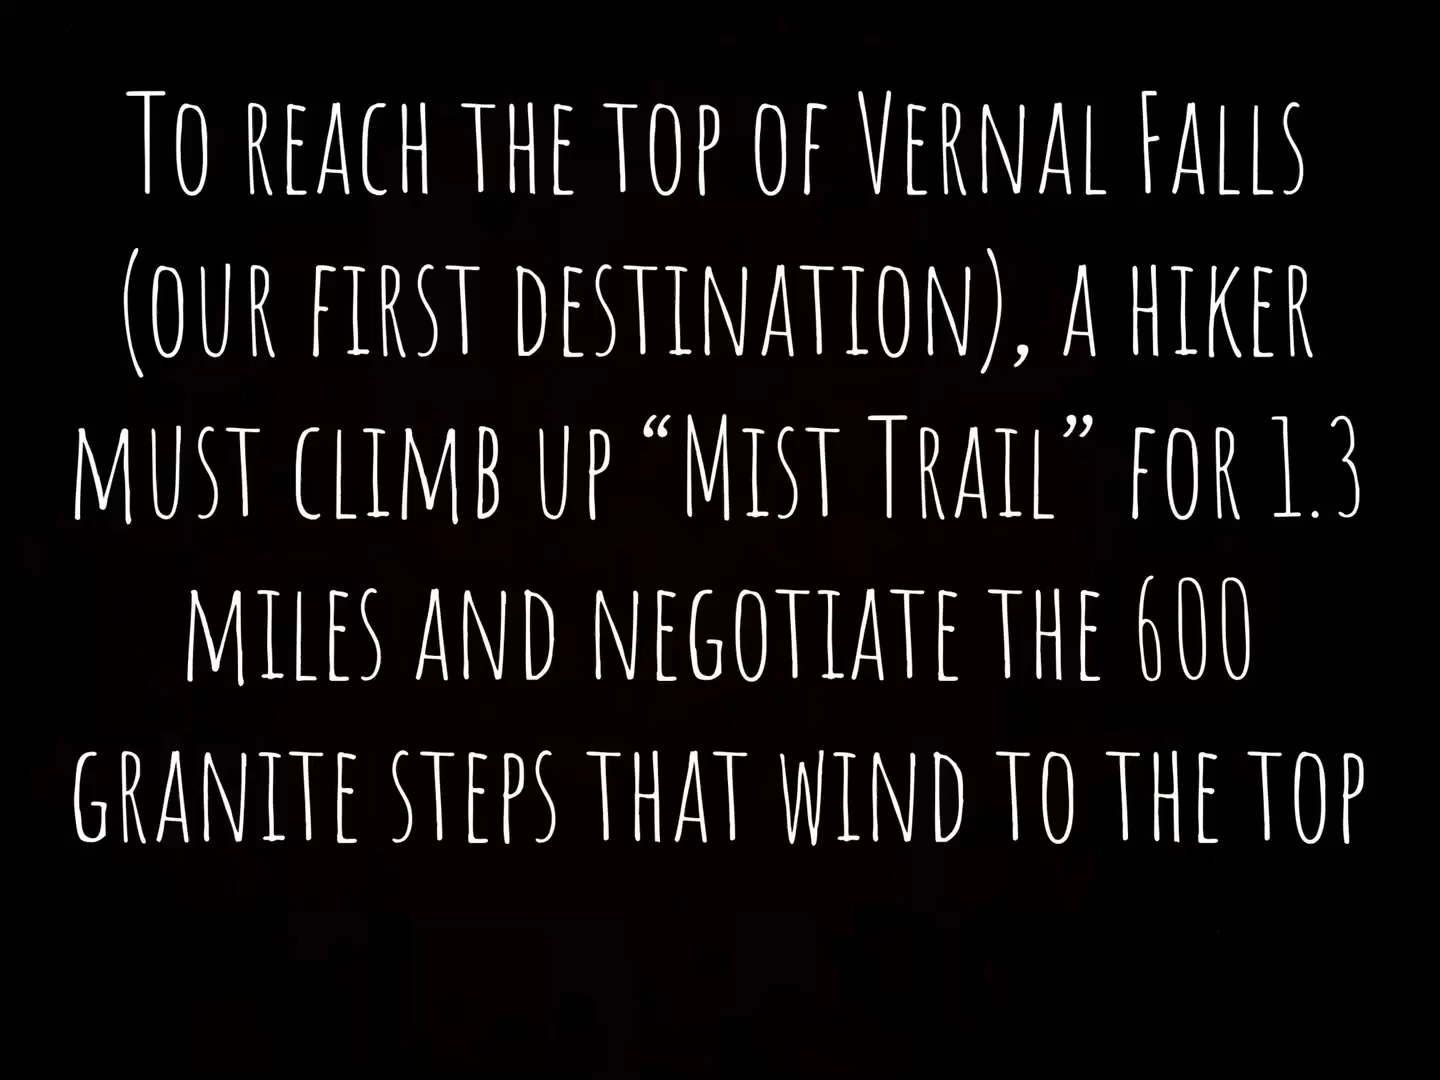 To reach the top of Vernal Falls
(our first destination), a hiker
must climb up “Mist Trail” for 1.3
miles and negotiate the 600
granite steps that wind to the top